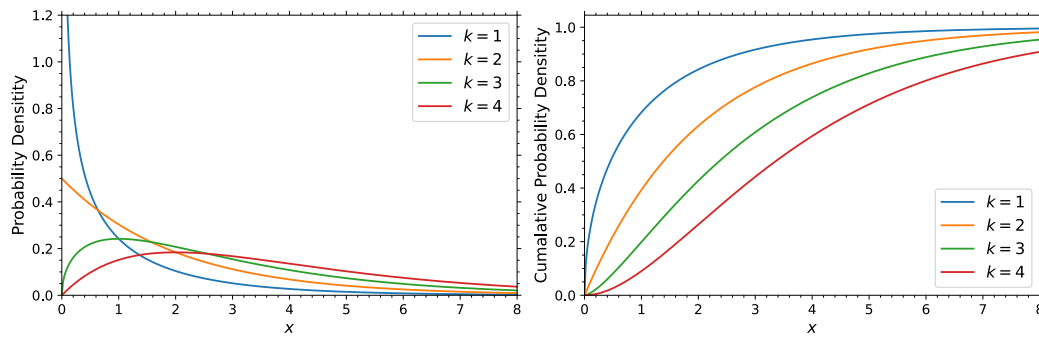 Probability Densitity
1.2
1.0
0.8
0.6
0.4
0.2
0.0
0 1 2 3 4 5 6 7 8
x
k = 1
k = 2
k = 3
k = 4
Cumalative Probability Densitity
1.0
0.8
0.6
0.4
0.2
0.0
0 1 2 3 4 5 6 7 8
x
k = 1
k = 2
k = 3
k = 4